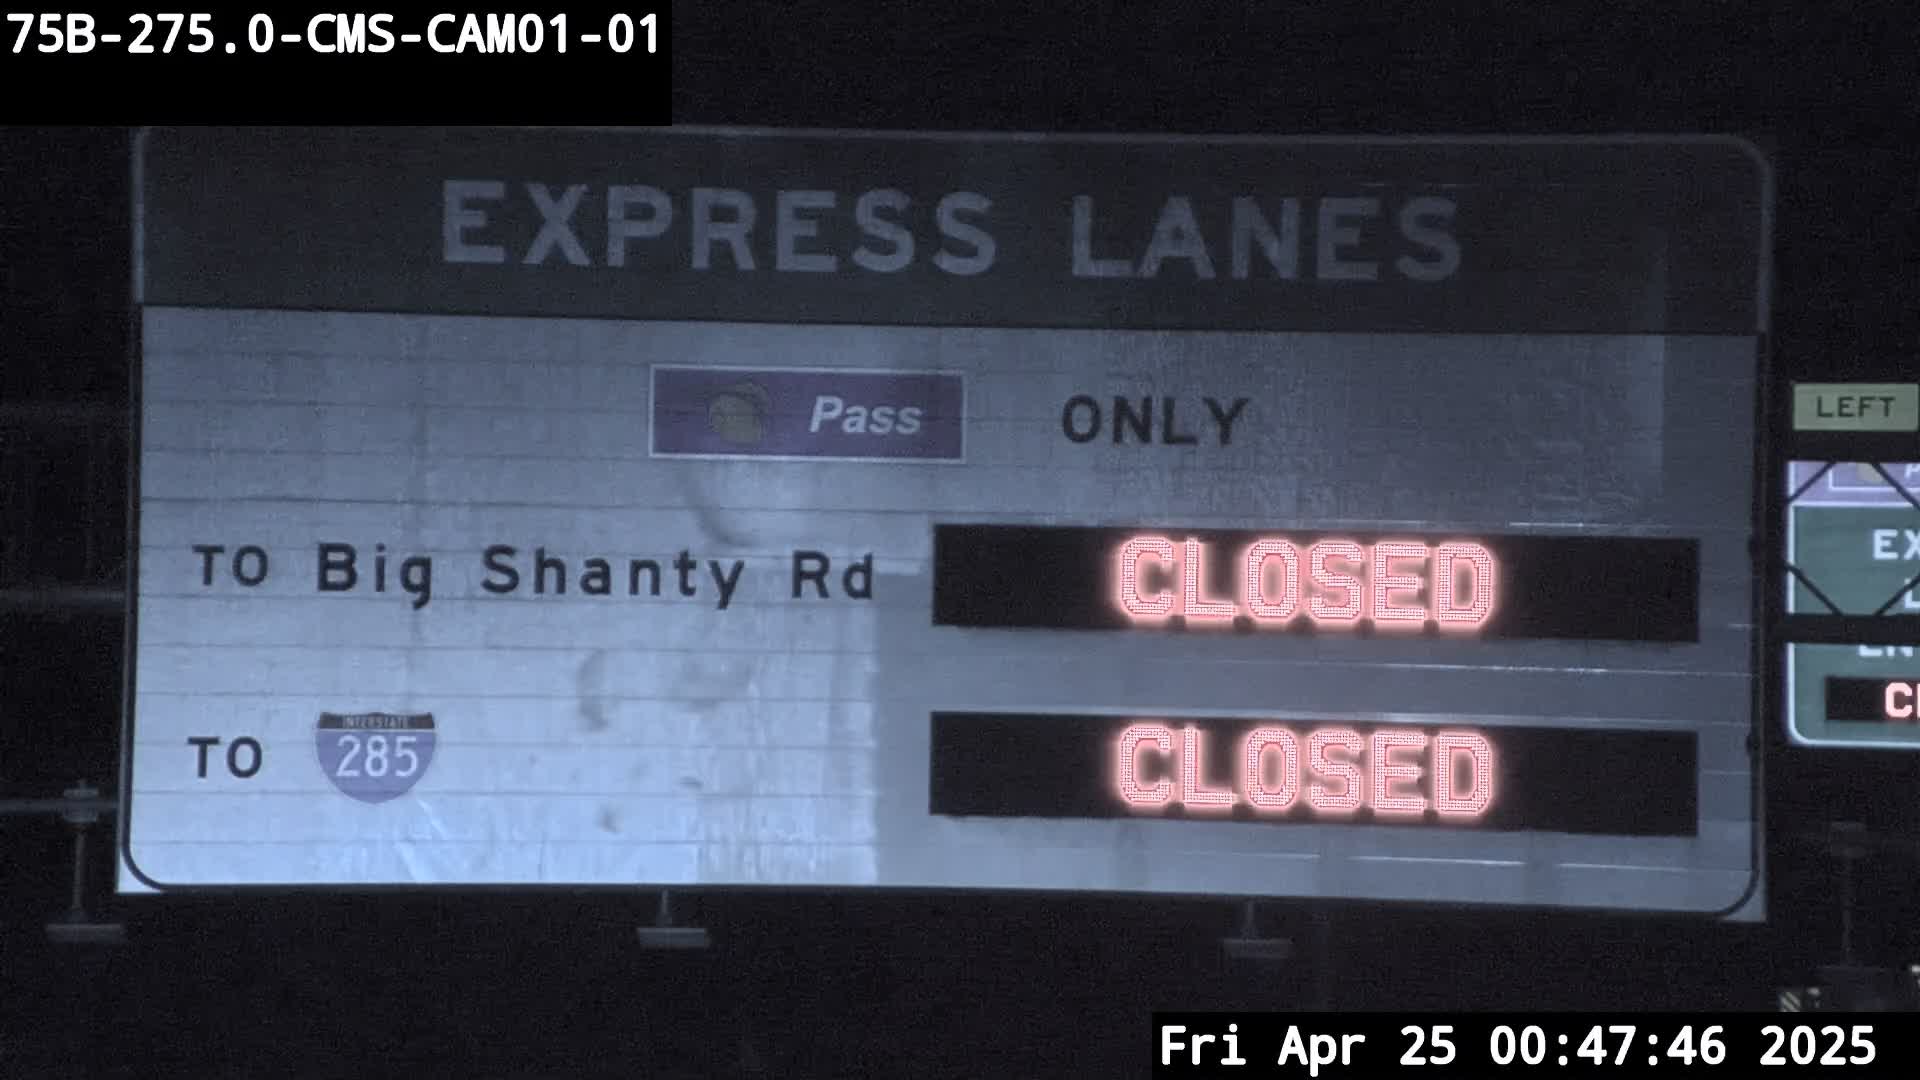 75B-275.0-CMS-CAM01-01
EXPRESS LANES
Pass ONLY
TO Big Shanty Rd CLOSED
TO INTERSTATE 285 CLOSED
LEFT
EX
Fri Apr 25 00:47:46 2025